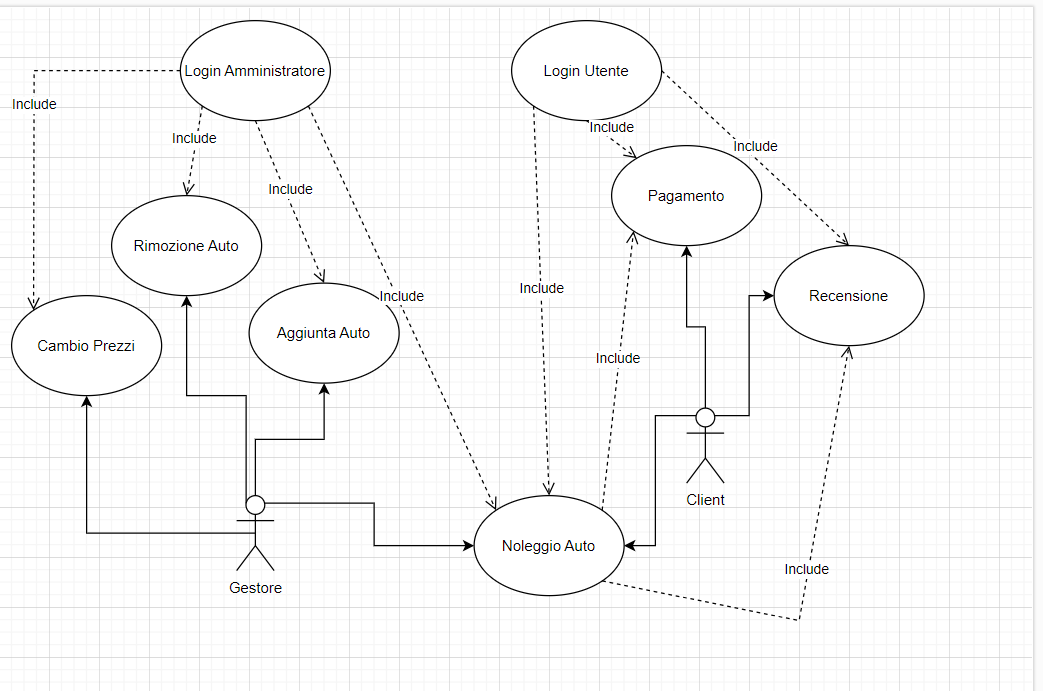 Login Amministratore
Login Utente
Include
Include
Include
Include
Pagamento
Include
Rimozione Auto
Include
Include
Recensione
Aggiunta Auto
Cambio Prezzi
Include
Client
Noleggio Auto
Include
Gestore